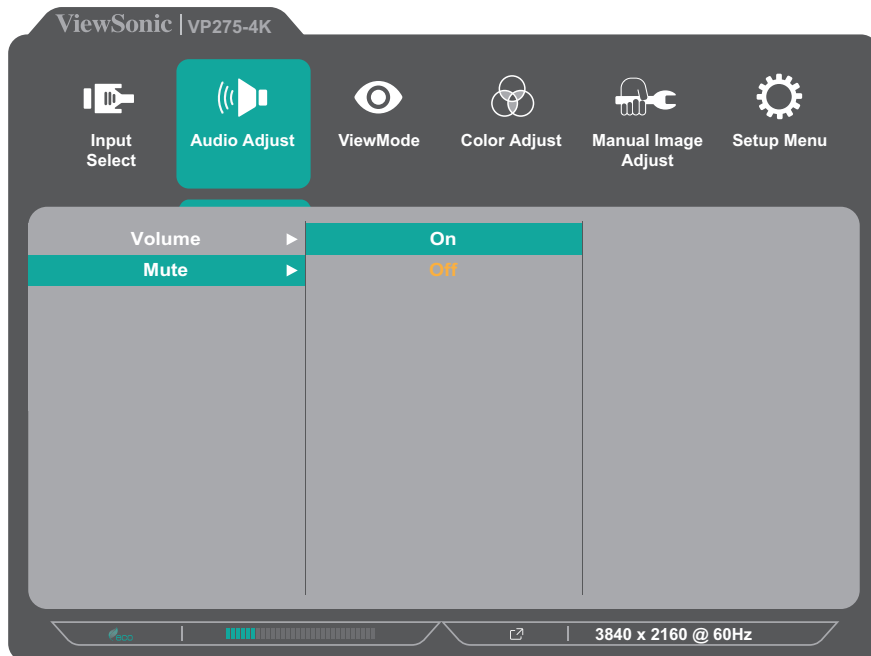 ViewSonic | VP275-4K
Input Select
Audio Adjust
ViewMode
Color Adjust
Manual Image Adjust
Setup Menu
Volume
On
Mute
Off
eco
3840 x 2160 @ 60Hz